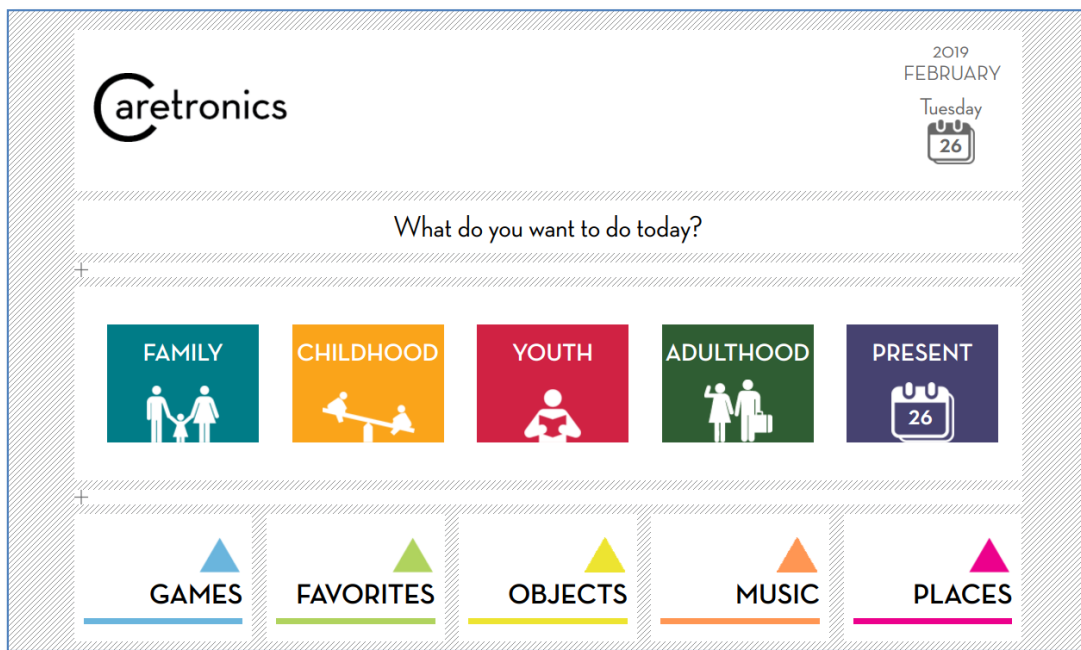 2019
FEBRUARY
Caretronics
Tuesday
26
What do you want to do today?
FAMILY CHILDHOOD YOUTH ADULTHOOD PRESENT
26
GAMES FAVORITES OBJECTS MUSIC PLACES